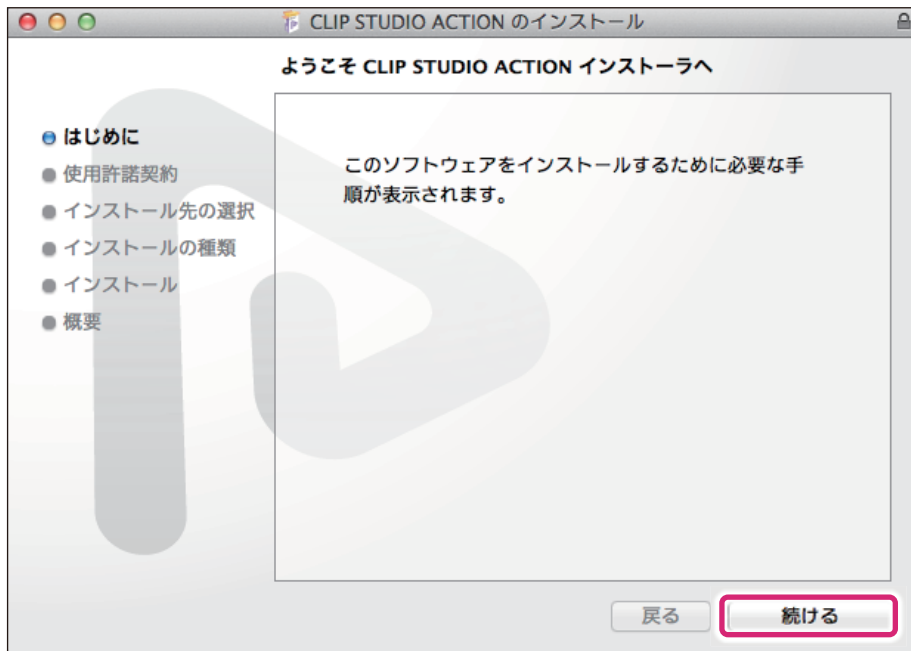 CLIP STUDIO ACTION のインストール
ようこそ CLIP STUDIO ACTION インストーラへ
はじめに
使用許諾契約
インストール先の選択
インストールの種類
インストール
概要
このソフトウェアをインストールするために必要な手
順が表示されます。
戻る
続ける